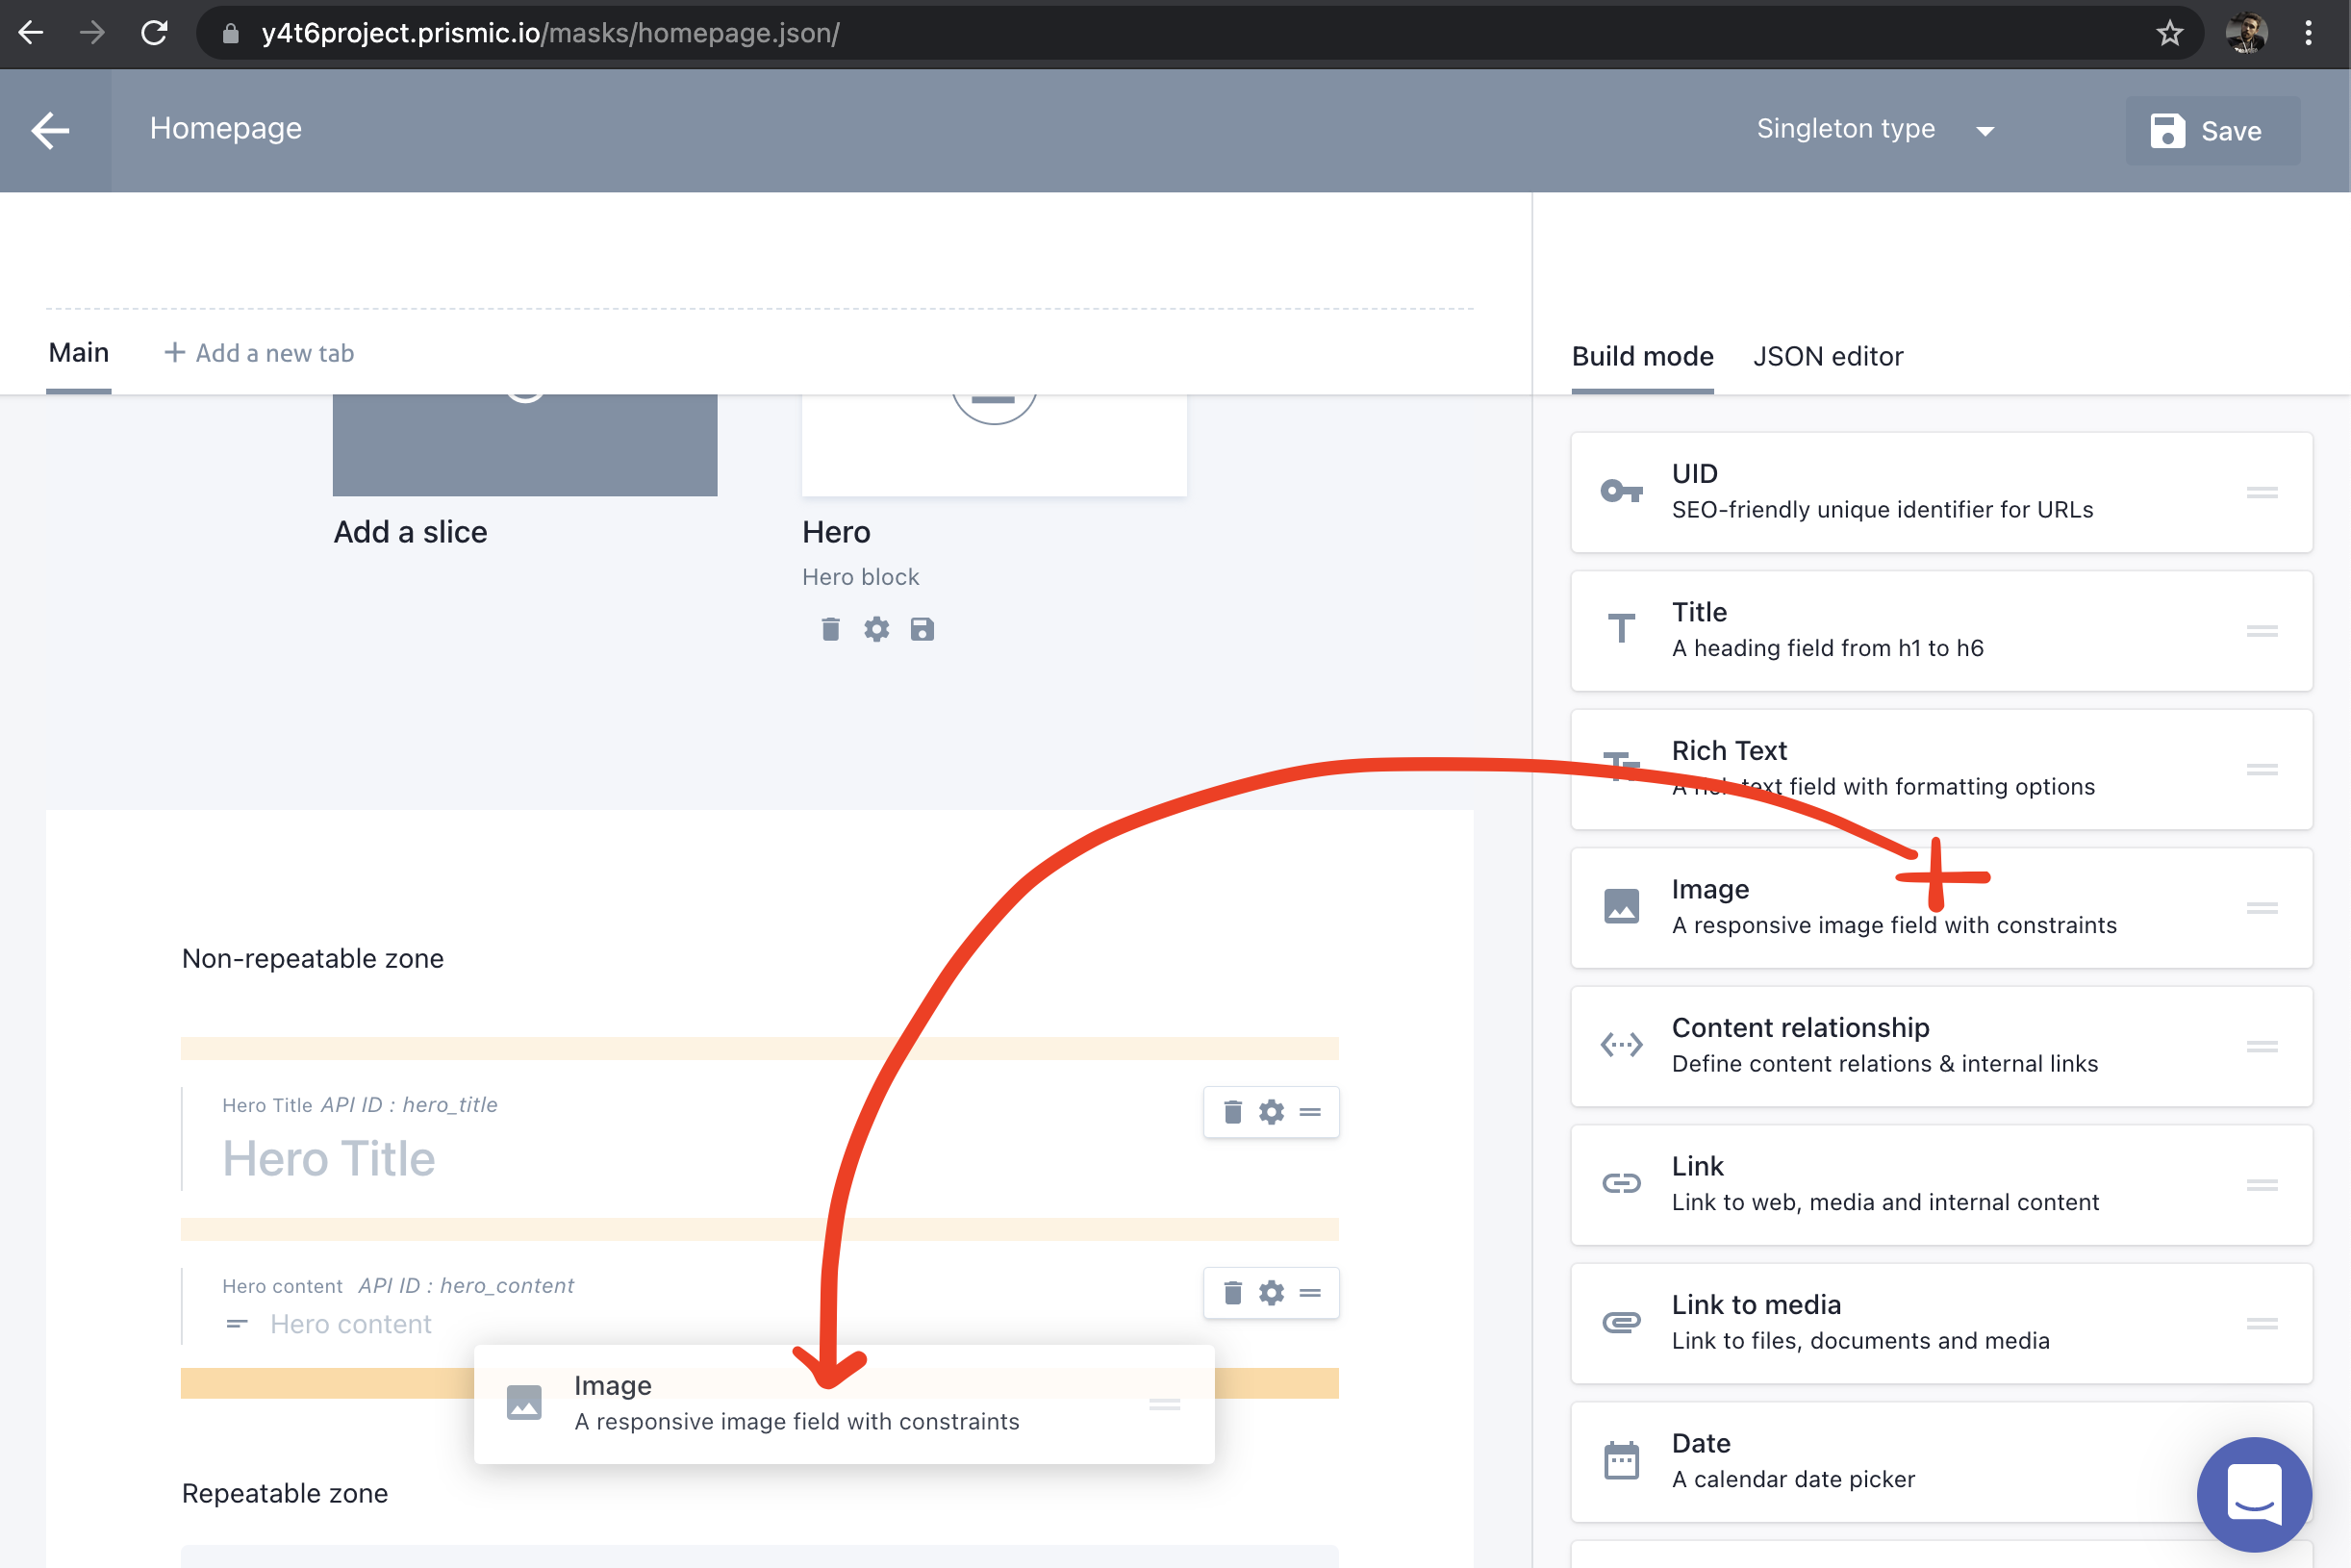 y4t6project.prismic.io/masks/homepage.json/
Homepage
Singleton type
Save
Main
Add a new tab
Build mode
JSON editor
Add a slice
Hero
Hero block
Non-repeatable zone
Hero Title API ID : hero_title
Hero Title
Hero content API ID : hero_content
Hero content
Image
A responsive image field with constraints
Repeatable zone
UID
SEO-friendly unique identifier for URLs
Title
A heading field from h1 to h6
Rich Text
A rich text field with formatting options
Image
A responsive image field with constraints
Content relationship
Define content relations & internal links
Link
Link to web, media and internal content
Link to media
Link to files, documents and media
Date
A calendar date picker